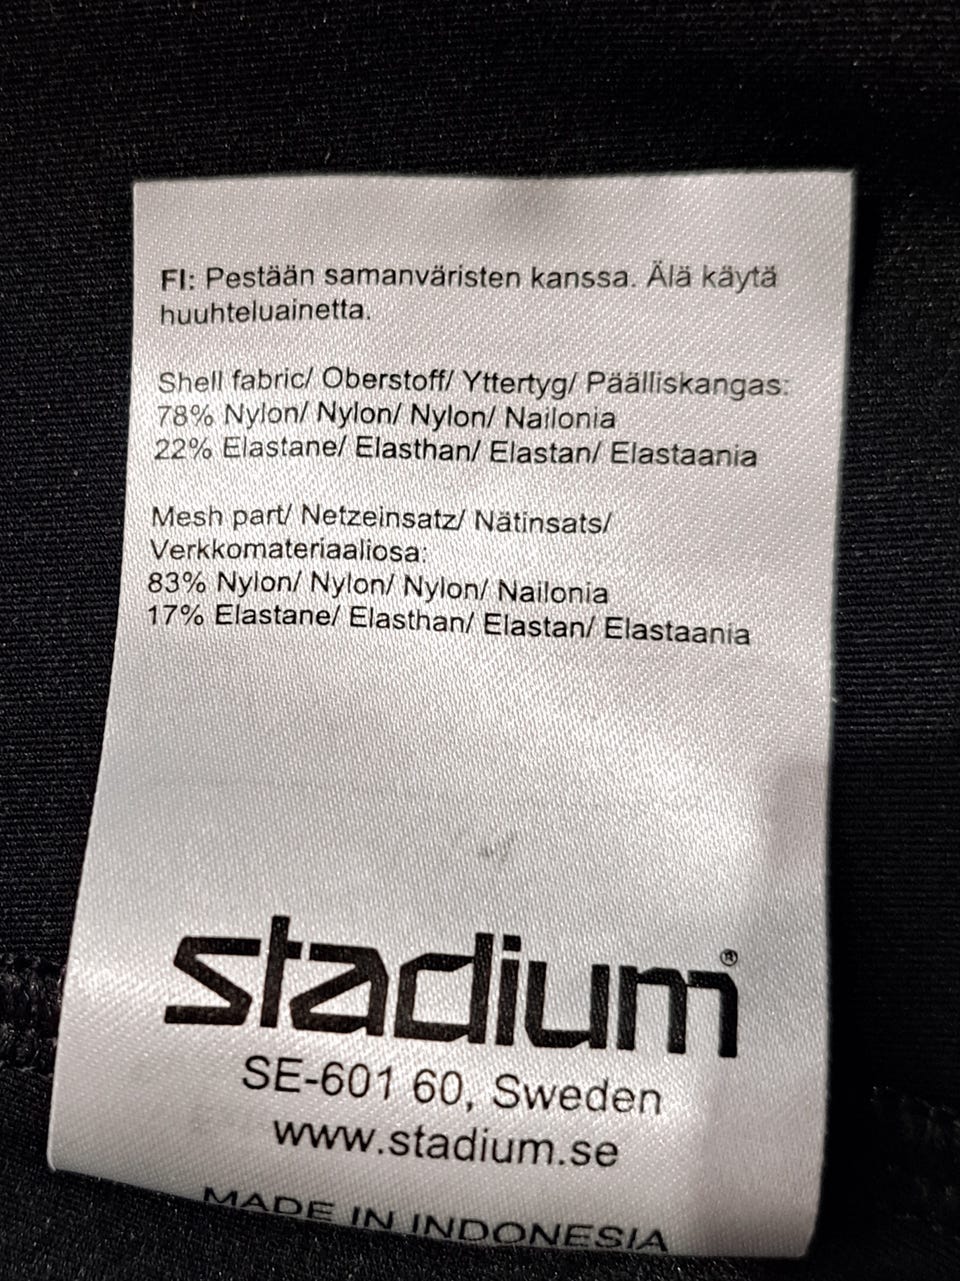 FI: Pestään samanväristen kanssa. Älä käytä
huuhteluainetta.
Shell fabric/ Oberstoff/ Yttertyg/ Päälliskangas:
78% Nylon/ Nylon/ Nylon/ Nailonia
22% Elastane/ Elasthan/ Elastan/ Elastaania
Mesh part/ Netzeinsatz/ Nätinsats/
Verkkomateriaaliosa:
83% Nylon/ Nylon/ Nylon/ Nailonia
17% Elastane/ Elasthan/ Elastan/ Elastaania
stadium®
SE-601 60, Sweden
www.stadium.se
MADE IN INDONESIA